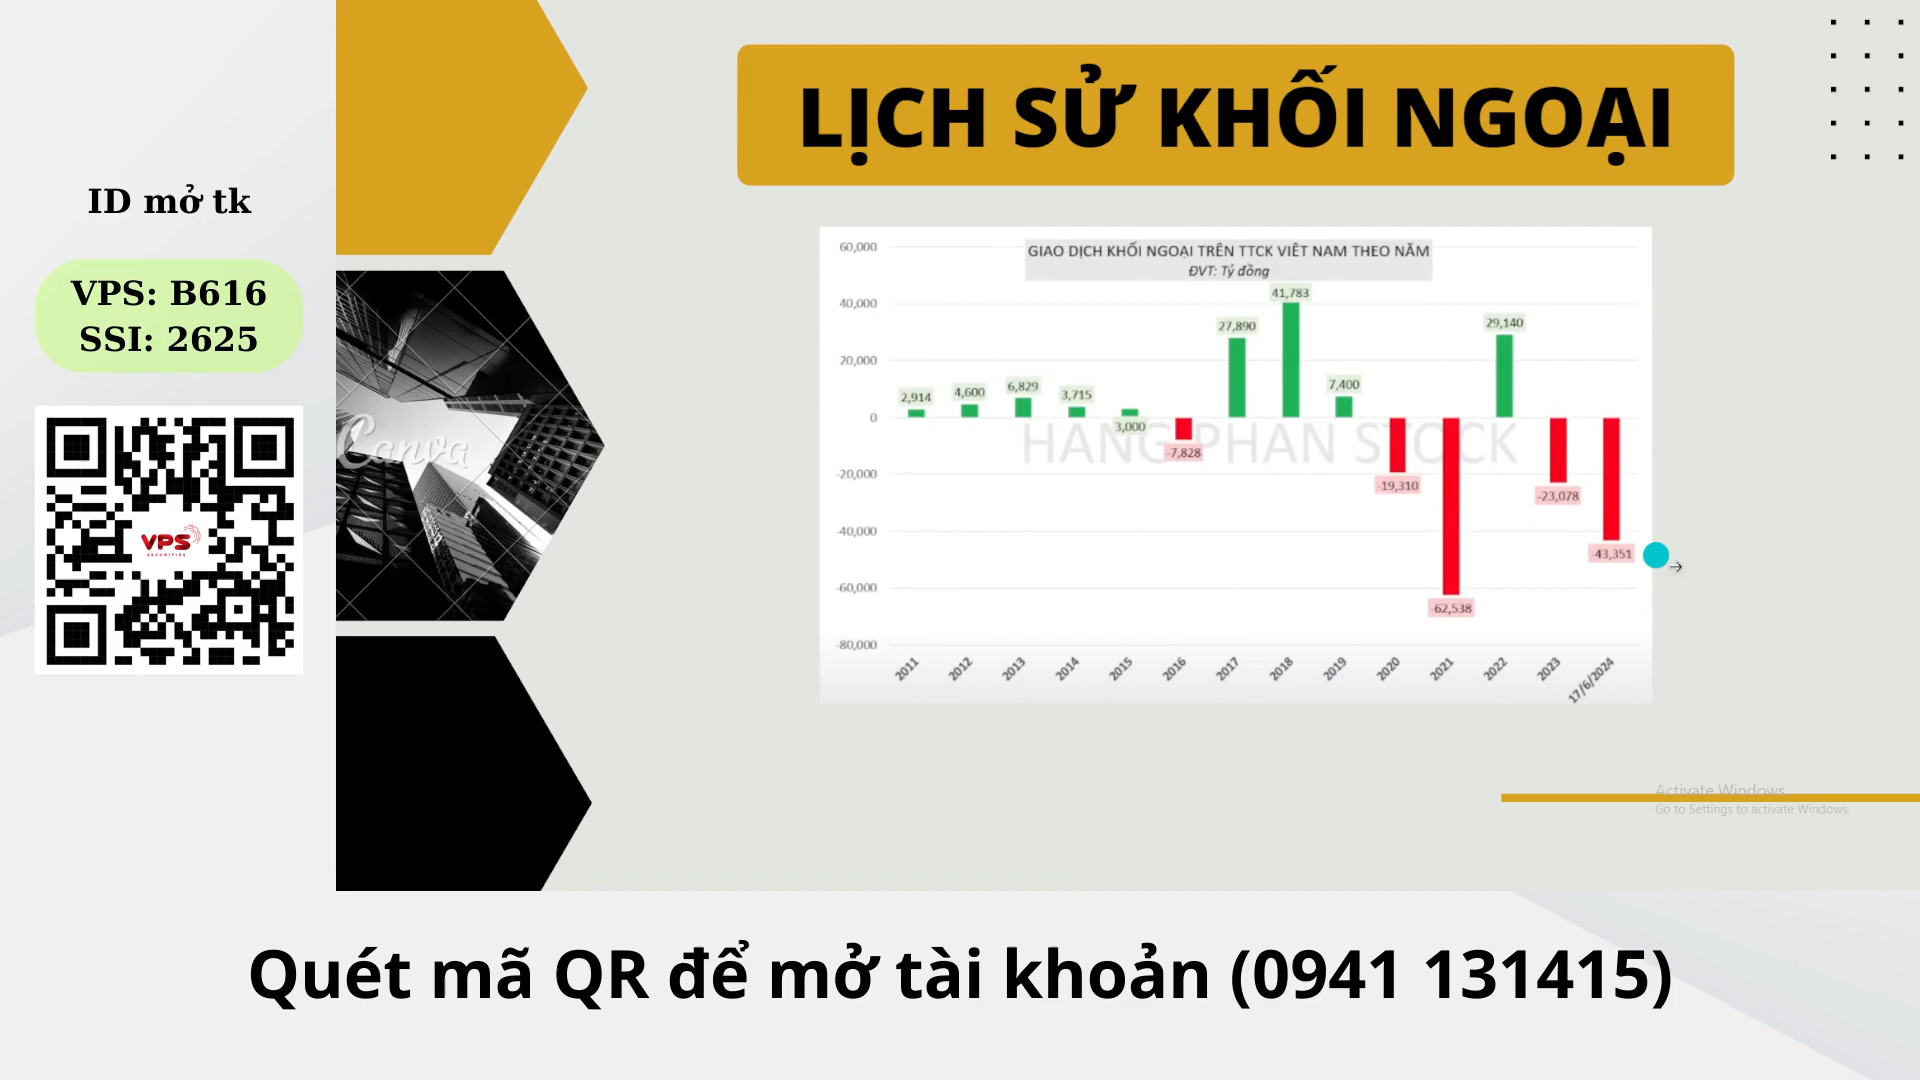 LỊCH SỬ KHỐI NGOẠI
ID mở tk
VPS: B616
SSI: 2625
VPS
SECURITIES
Canva
GIAO DỊCH KHỐI NGOẠI TRÊN TTCK VIỆT NAM THEO NĂM
ĐVT: Tỷ đồng
60,000
40,000
20,000
0
-20,000
-40,000
-60,000
-80,000
2,914
4,600
6,829
3,715
3,000
-7,828
27,890
41,783
7,400
-19,310
-62,538
29,140
-23,078
-43,351
HANG PHAN STOCK
2011
2012
2013
2014
2015
2016
2017
2018
2019
2020
2021
2022
2023
17/6/2024
Activate Windows
Go to Settings to activate Windows.
Quét mã QR để mở tài khoản (0941 131415)